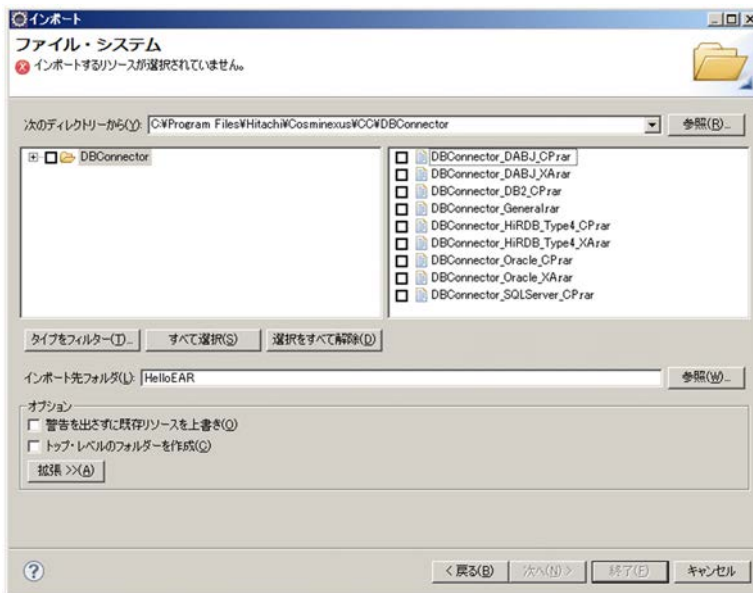 インポート
ファイル・システム
インポートするリソースが選択されていません。
次のディレクトリーから(Y): C:¥Program Files¥Hitachi¥Cosminexus¥CC¥DBConnector 参照(R)...
DBConnector
DBConnector_DABJ_CP.rar
DBConnector_DABJ_XA.rar
DBConnector_DB2_CP.rar
DBConnector_General.rar
DBConnector_HiRDB_Type4_CP.rar
DBConnector_HiRDB_Type4_XA.rar
DBConnector_Oracle_CP.rar
DBConnector_Oracle_XA.rar
DBConnector_SQLServer_CP.rar
タイプをフィルター(T)... すべて選択(S) 選択をすべて解除(D)
インポート先フォルダ(L): HelloEAR 参照(W)...
オプション
警告を出さずに既存リソースを上書き(O)
トップ・レベルのフォルダーを作成(C)
拡張 >>(A)
? < 戻る(B) 次へ(N) > 終了(F) キャンセル